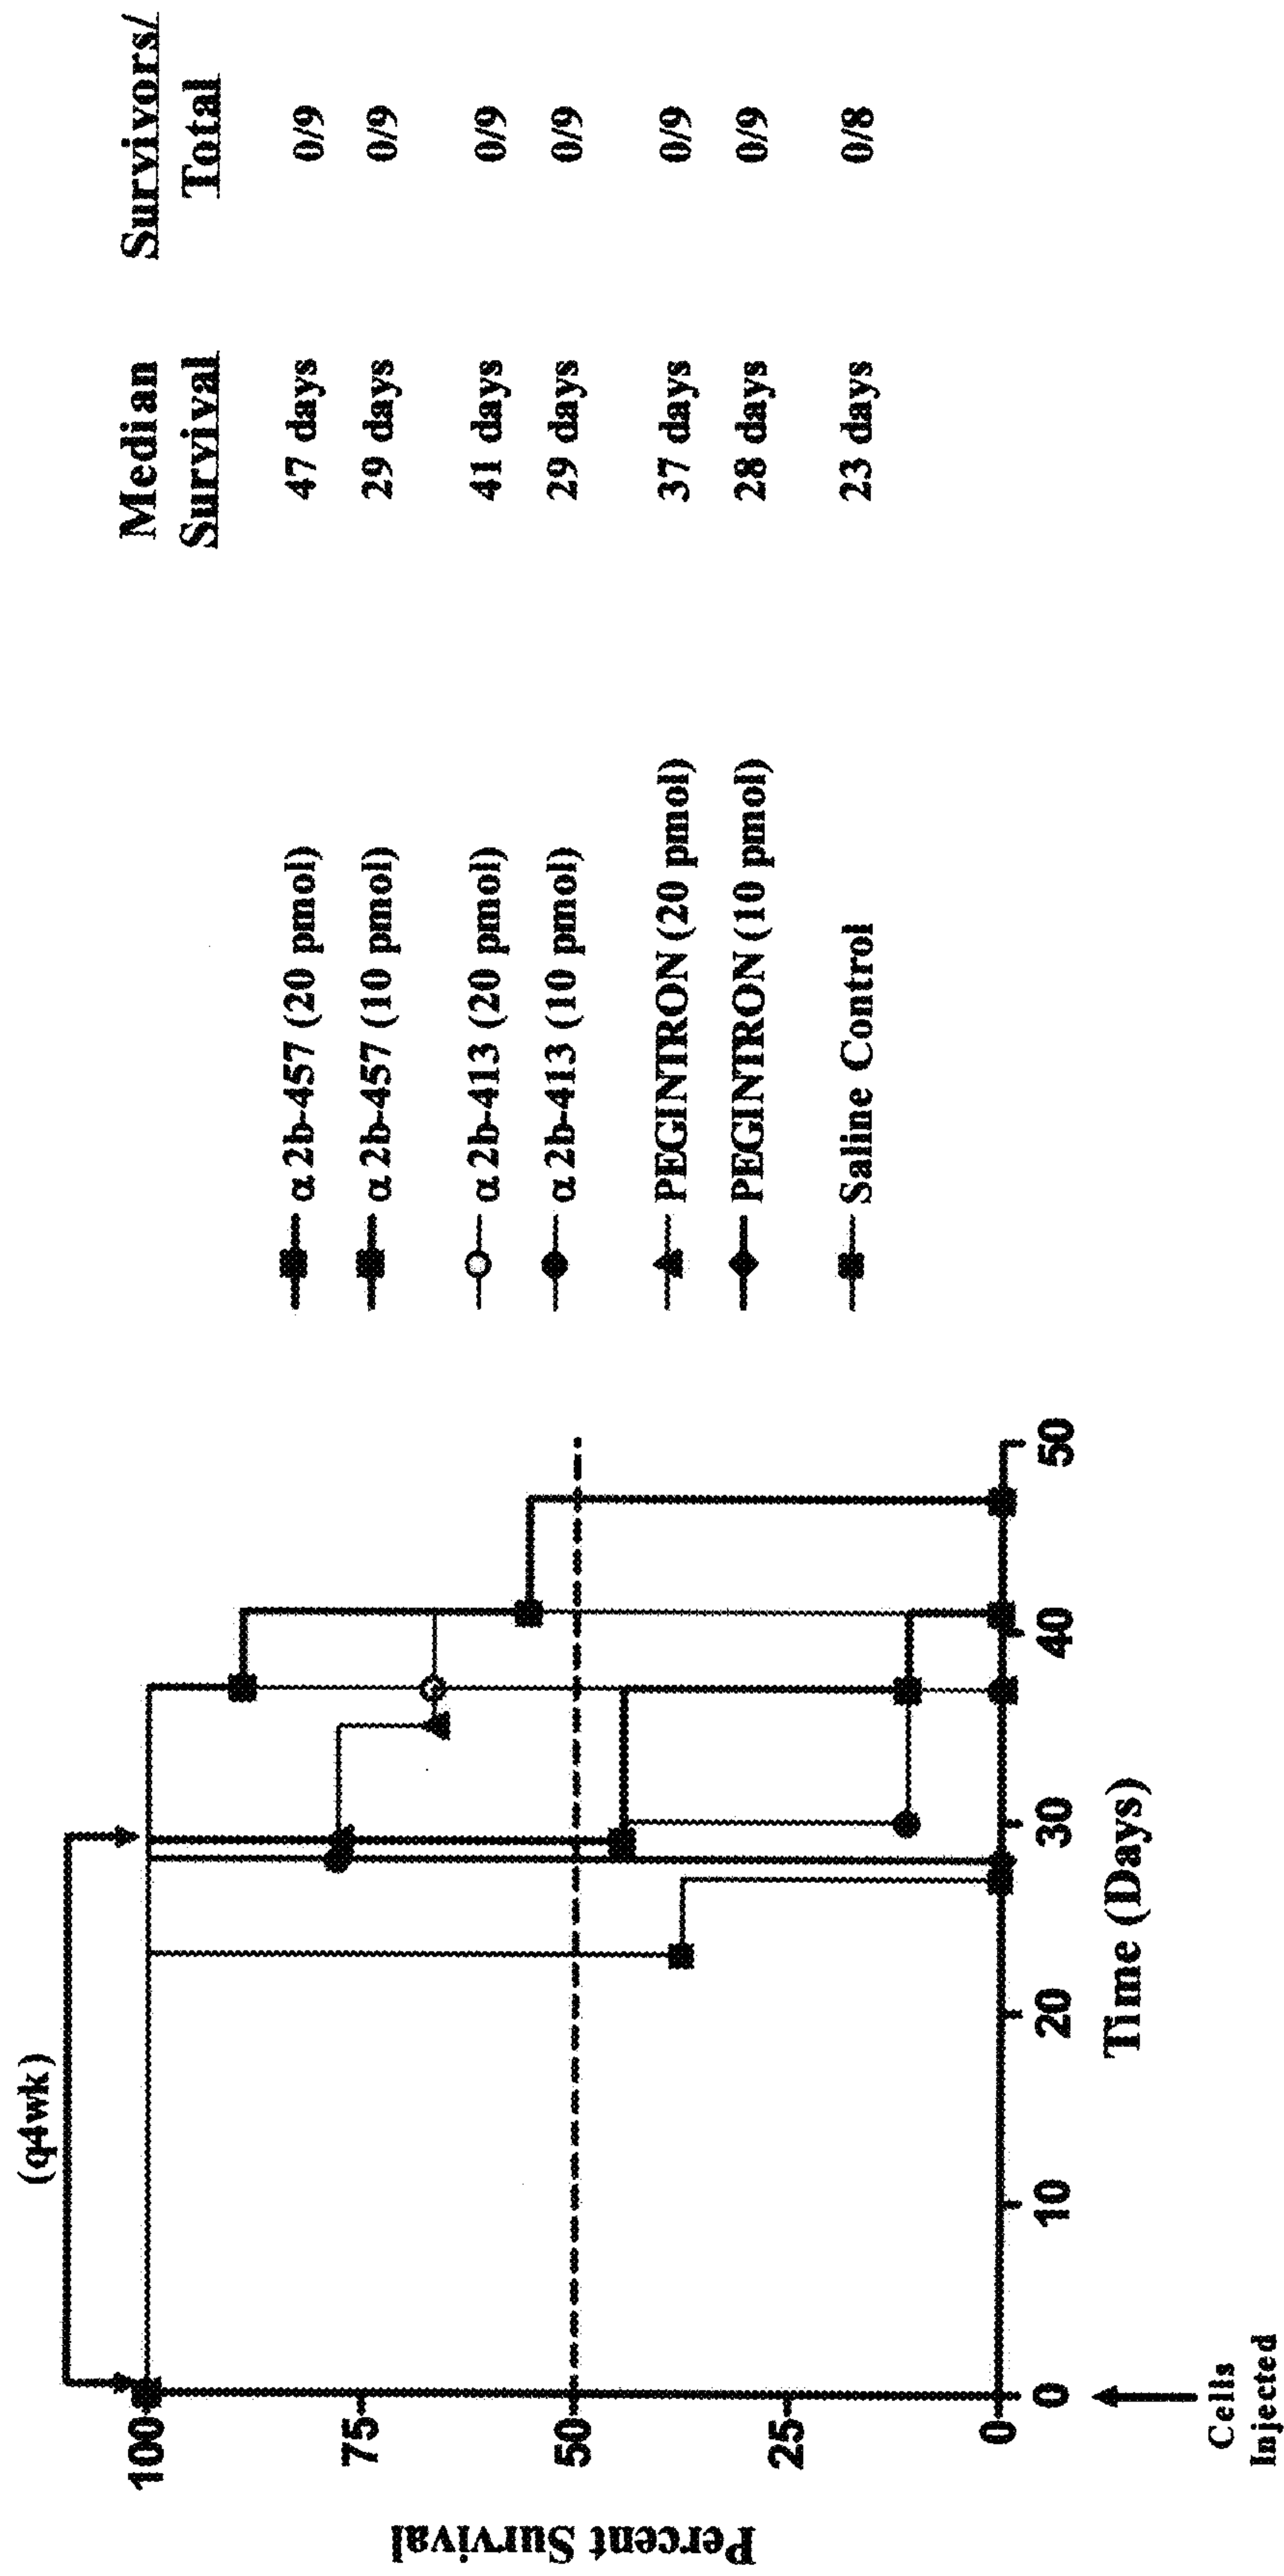 (q4wk)
100
75
50
25
0
Percent Survival
0
10
20
30
40
50
Time (Days)
Cells
Injected
Median
Survival
Survivors/
Total
α 2b-457 (20 pmol) 47 days 0/9
α 2b-457 (10 pmol) 29 days 0/9
α 2b-413 (20 pmol) 41 days 0/9
α 2b-413 (10 pmol) 29 days 0/9
PEGINTRON (20 pmol) 37 days 0/9
PEGINTRON (10 pmol) 28 days 0/9
Saline Control 23 days 0/8